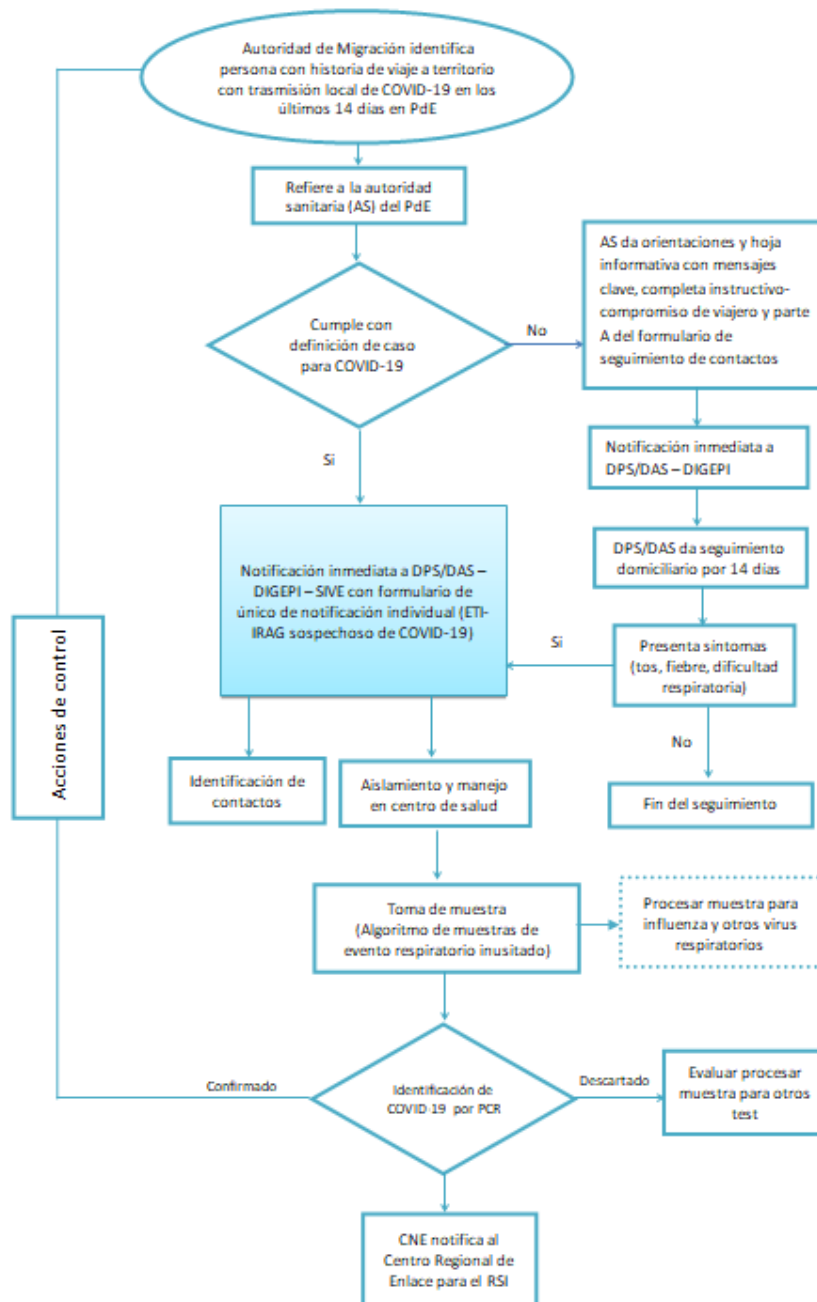 Autoridad de Migración identifica
persona con historia de viaje a territorio
con trasmisión local de COVID-19 en los
últimos 14 días en PdE
Refiere a la autoridad
sanitaria (AS) del PdE
AS da orientaciones y hoja
informativa con mensajes
clave, completa instructivo-
compromiso de viajero y parte
A del formulario de
seguimiento de contactos
Cumple con
definición de caso
para COVID-19
No
Si
Notificación inmediata a
DPS/DAS – DIGEPI
DPS/DAS da seguimiento
domiciliario por 14 días
Notificación inmediata a DPS/DAS –
DIGEPI – SIVE con formulario de
único de notificación individual (ETI-
IRAG sospechoso de COVID-19)
Si
Presenta síntomas
(tos, fiebre, dificultad
respiratoria)
No
Fin del seguimiento
Acciones de control
Identificación de
contactos
Aislamiento y manejo
en centro de salud
Toma de muestra
(Algoritmo de muestras de
evento respiratorio inusitado)
Procesar muestra para
influenza y otros virus
respiratorios
Identificación de
COVID 19 por PCR
Confirmado
Descartado
Evaluar procesar
muestra para otros
test
CNE notifica al
Centro Regional de
Enlace para el RSI